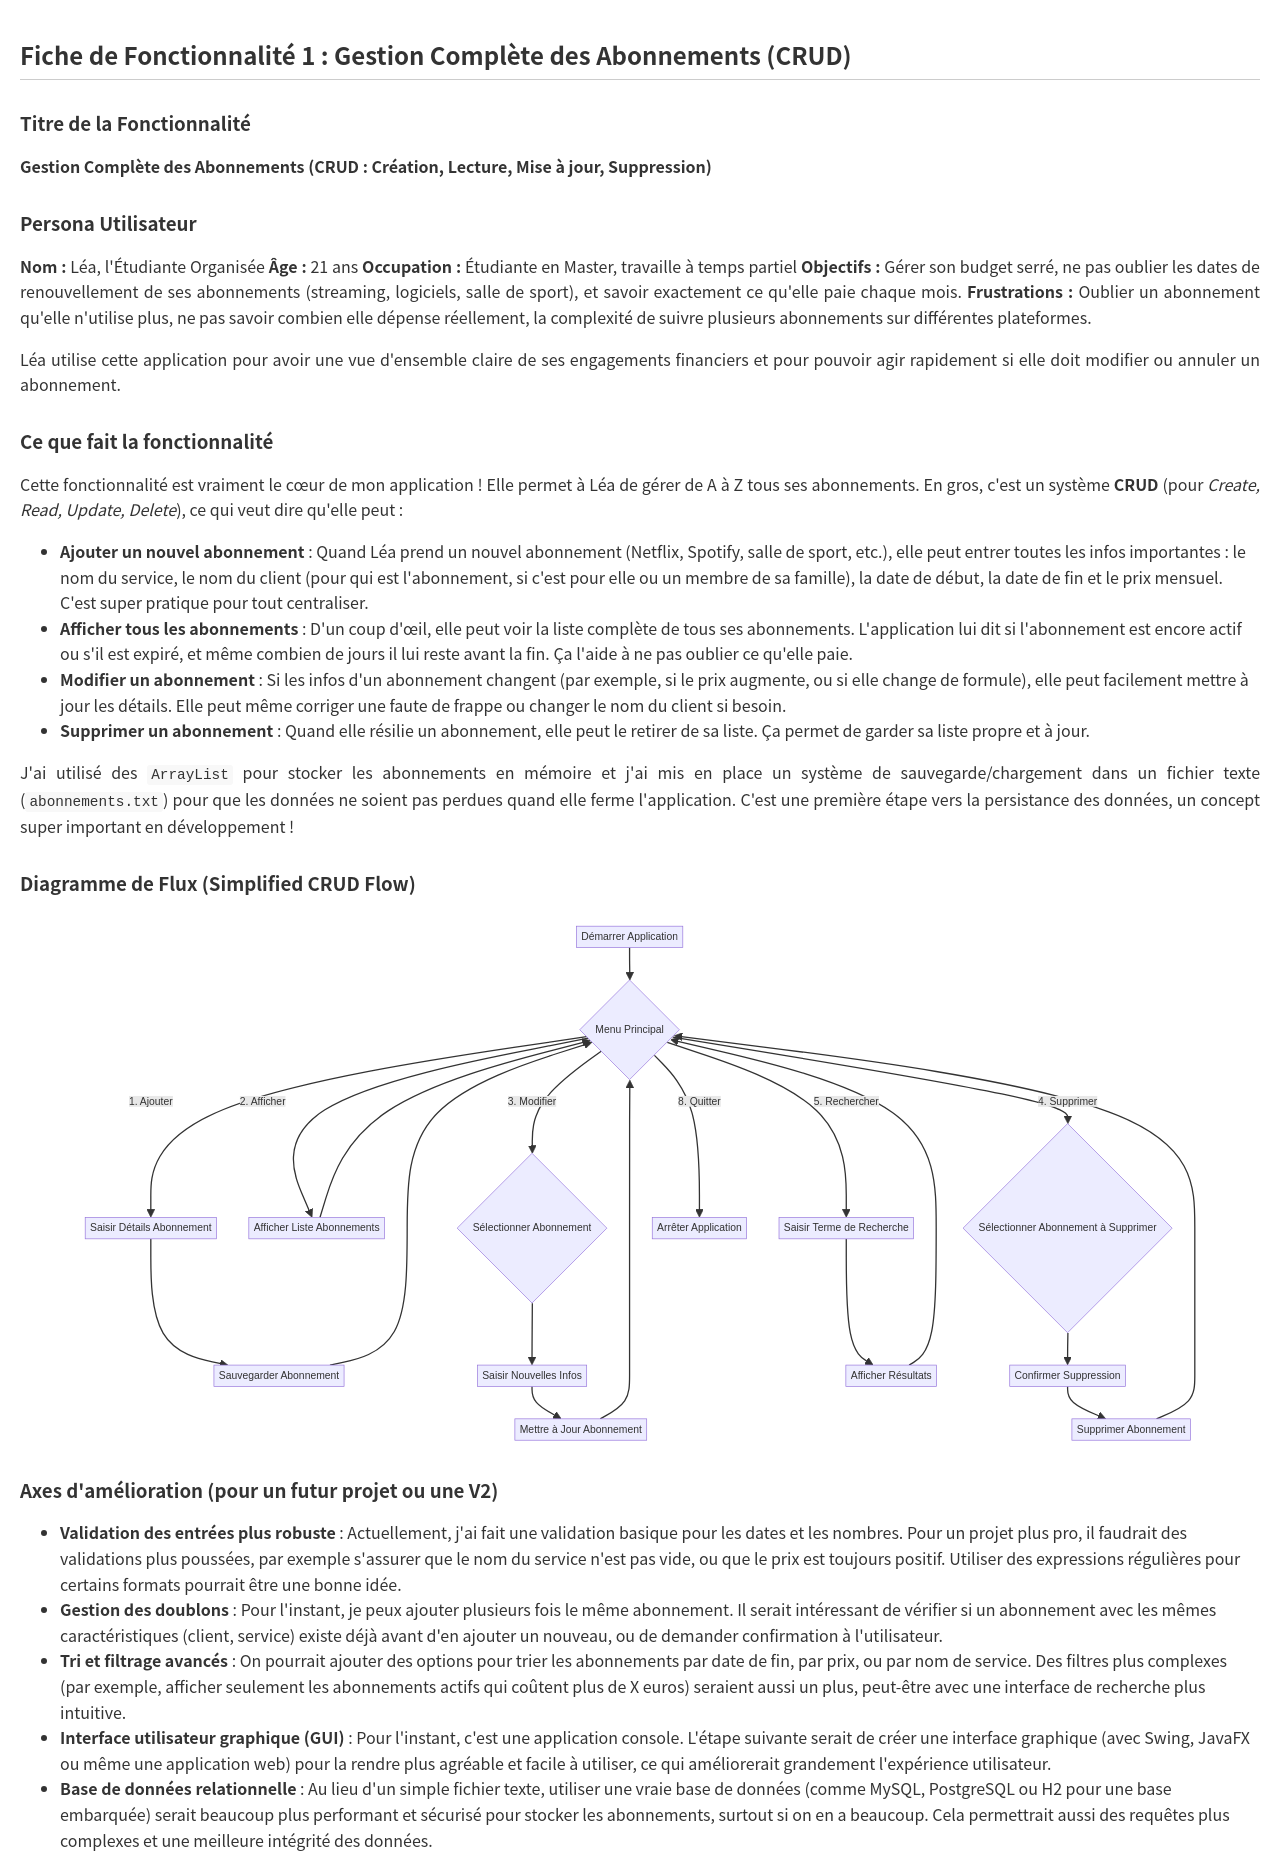 Fiche de Fonctionnalité 1 : Gestion Complète des Abonnements (CRUD)
Titre de la Fonctionnalité
Gestion Complète des Abonnements (CRUD : Création, Lecture, Mise à jour, Suppression)
Persona Utilisateur
Nom : Léa, l'Étudiante Organisée Âge : 21 ans Occupation : Étudiante en Master, travaille à temps partiel Objectifs : Gérer son budget serré, ne pas oublier les dates de
renouvellement de ses abonnements (streaming, logiciels, salle de sport), et savoir exactement ce qu'elle paie chaque mois. Frustrations : Oublier un abonnement
qu'elle n'utilise plus, ne pas savoir combien elle dépense réellement, la complexité de suivre plusieurs abonnements sur différentes plateformes.
Léa utilise cette application pour avoir une vue d'ensemble claire de ses engagements financiers et pour pouvoir agir rapidement si elle doit modifier ou annuler un
abonnement.
Ce que fait la fonctionnalité
Cette fonctionnalité est vraiment le cœur de mon application ! Elle permet à Léa de gérer de A à Z tous ses abonnements. En gros, c'est un système CRUD (pour Create,
Read, Update, Delete), ce qui veut dire qu'elle peut :
• Ajouter un nouvel abonnement : Quand Léa prend un nouvel abonnement (Netflix, Spotify, salle de sport, etc.), elle peut entrer toutes les infos importantes : le
nom du service, le nom du client (pour qui est l'abonnement, si c'est pour elle ou un membre de sa famille), la date de début, la date de fin et le prix mensuel.
C'est super pratique pour tout centraliser.
• Afficher tous les abonnements : D'un coup d'œil, elle peut voir la liste complète de tous ses abonnements. L'application lui dit si l'abonnement est encore actif
ou s'il est expiré, et même combien de jours il lui reste avant la fin. Ça l'aide à ne pas oublier ce qu'elle paie.
• Modifier un abonnement : Si les infos d'un abonnement changent (par exemple, si le prix augmente, ou si elle change de formule), elle peut facilement mettre à
jour les détails. Elle peut même corriger une faute de frappe ou changer le nom du client si besoin.
• Supprimer un abonnement : Quand elle résilie un abonnement, elle peut le retirer de sa liste. Ça permet de garder sa liste propre et à jour.
J'ai utilisé des ArrayList pour stocker les abonnements en mémoire et j'ai mis en place un système de sauvegarde/chargement dans un fichier texte
(abonnements.txt) pour que les données ne soient pas perdues quand elle ferme l'application. C'est une première étape vers la persistance des données, un concept
super important en développement !
Diagramme de Flux (Simplified CRUD Flow)
Démarrer Application
Menu Principal
1. Ajouter
2. Afficher
3. Modifier
8. Quitter
5. Rechercher
4. Supprimer
Saisir Détails Abonnement
Afficher Liste Abonnements
Sélectionner Abonnement
Arrêter Application
Saisir Terme de Recherche
Sélectionner Abonnement à Supprimer
Sauvegarder Abonnement
Saisir Nouvelles Infos
Afficher Résultats
Confirmer Suppression
Mettre à Jour Abonnement
Supprimer Abonnement
Axes d'amélioration (pour un futur projet ou une V2)
• Validation des entrées plus robuste : Actuellement, j'ai fait une validation basique pour les dates et les nombres. Pour un projet plus pro, il faudrait des
validations plus poussées, par exemple s'assurer que le nom du service n'est pas vide, ou que le prix est toujours positif. Utiliser des expressions régulières pour
certains formats pourrait être une bonne idée.
• Gestion des doublons : Pour l'instant, je peux ajouter plusieurs fois le même abonnement. Il serait intéressant de vérifier si un abonnement avec les mêmes
caractéristiques (client, service) existe déjà avant d'en ajouter un nouveau, ou de demander confirmation à l'utilisateur.
• Tri et filtrage avancés : On pourrait ajouter des options pour trier les abonnements par date de fin, par prix, ou par nom de service. Des filtres plus complexes
(par exemple, afficher seulement les abonnements actifs qui coûtent plus de X euros) seraient aussi un plus, peut-être avec une interface de recherche plus
intuitive.
• Interface utilisateur graphique (GUI) : Pour l'instant, c'est une application console. L'étape suivante serait de créer une interface graphique (avec Swing, JavaFX
ou même une application web) pour la rendre plus agréable et facile à utiliser, ce qui améliorerait grandement l'expérience utilisateur.
• Base de données relationnelle : Au lieu d'un simple fichier texte, utiliser une vraie base de données (comme MySQL, PostgreSQL ou H2 pour une base
embarquée) serait beaucoup plus performant et sécurisé pour stocker les abonnements, surtout si on en a beaucoup. Cela permettrait aussi des requêtes plus
complexes et une meilleure intégrité des données.